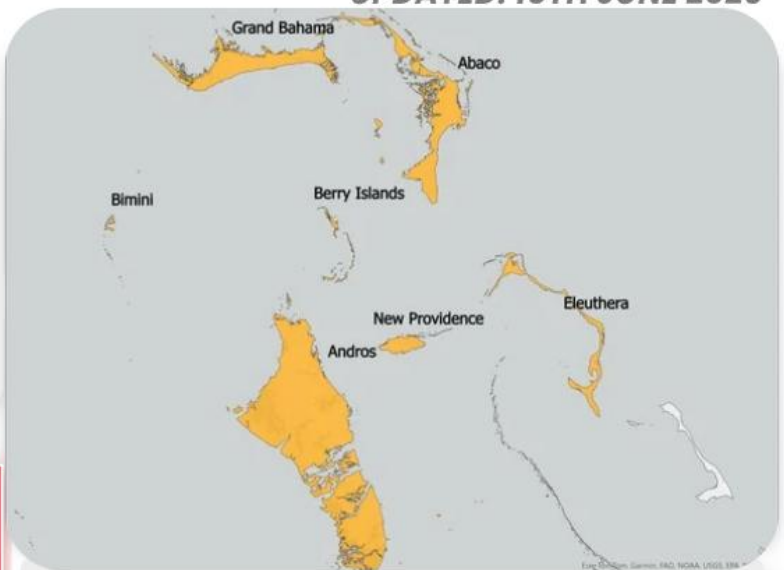 Grand Bahama
Abaco
Bimini
Berry Islands
Eleuthera
New Providence
Andros